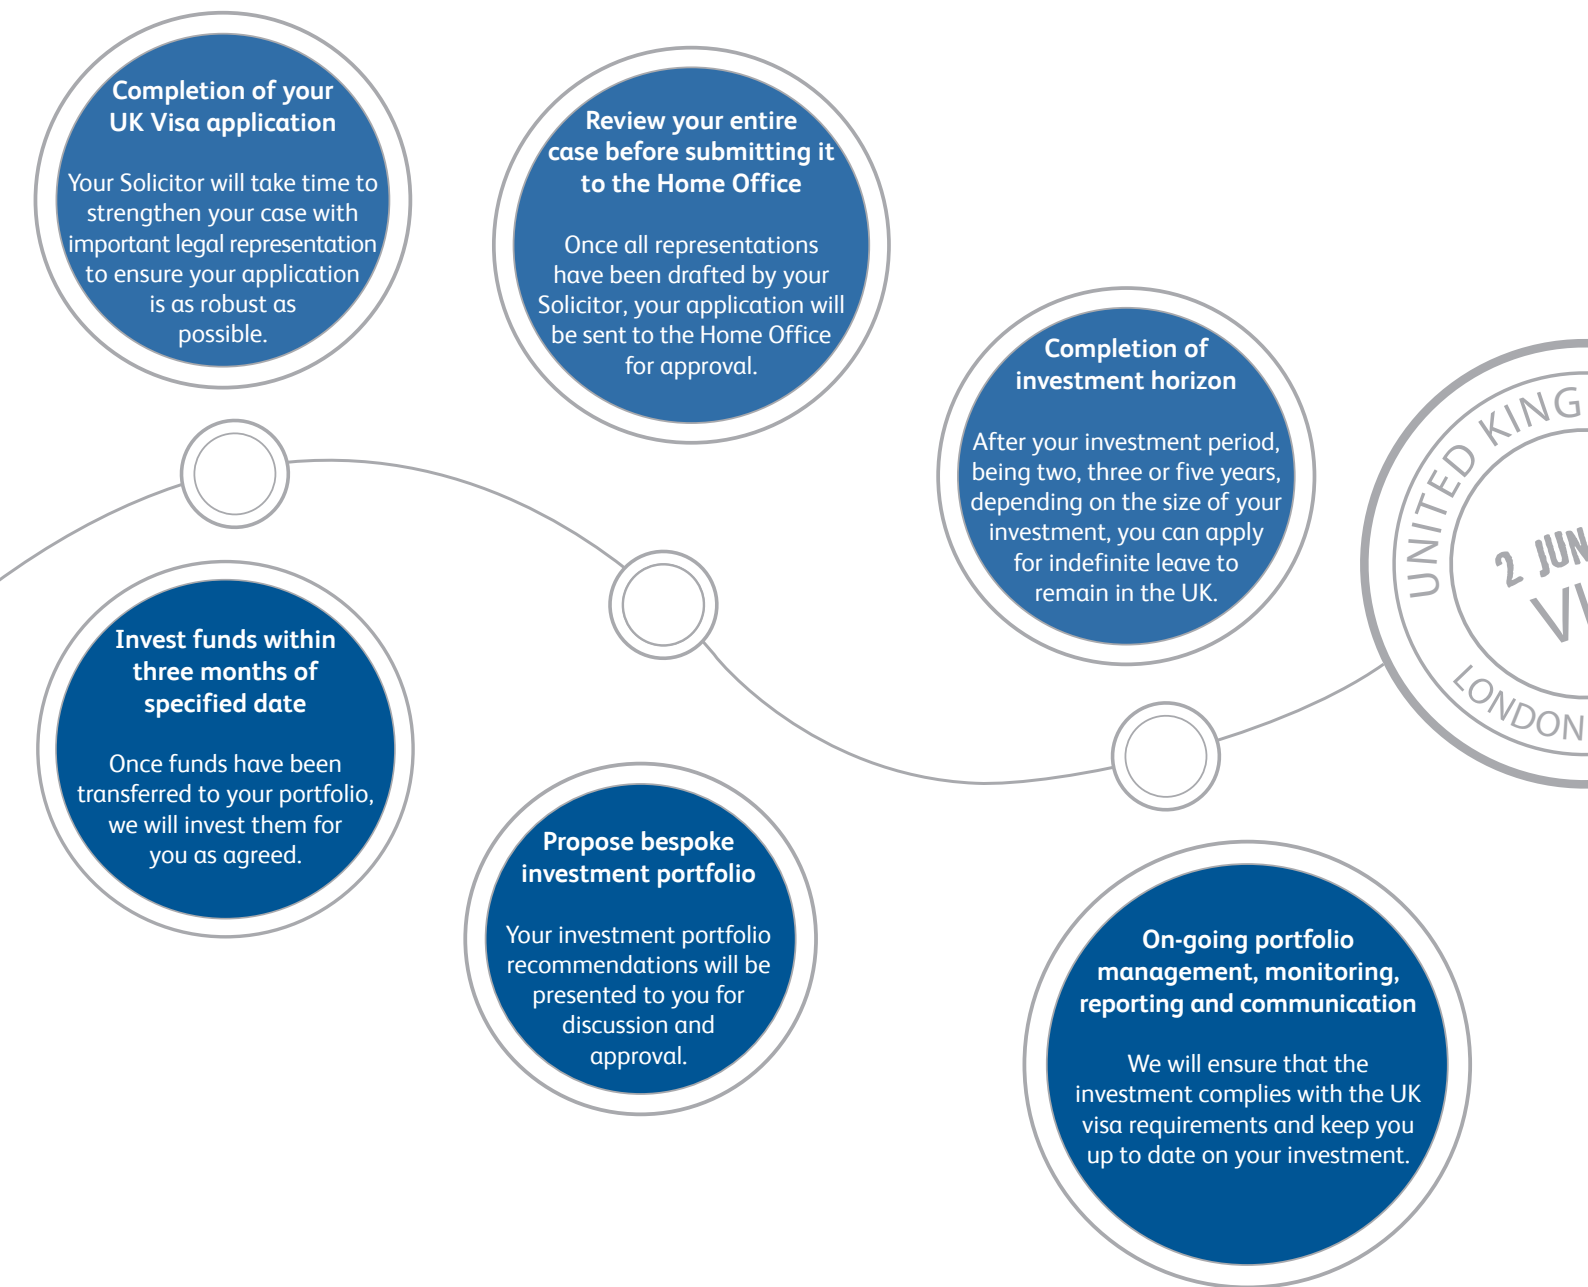 Completion of your
UK Visa application
Your Solicitor will take time to
strengthen your case with
important legal representation
to ensure your application
is as robust as
possible.
Review your entire
case before submitting it
to the Home Office
Once all representations
have been drafted by your
Solicitor, your application will
be sent to the Home Office
for approval.
Completion of
investment horizon
After your investment period,
being two, three or five years,
depending on the size of your
investment, you can apply
for indefinite leave to
remain in the UK.
UNITED KING
2 JUN
LONDON
Invest funds within
three months of
specified date
Once funds have been
transferred to your portfolio,
we will invest them for
you as agreed.
Propose bespoke
investment portfolio
Your investment portfolio
recommendations will be
presented to you for
discussion and
approval.
On-going portfolio
management, monitoring,
reporting and communication
We will ensure that the
investment complies with the UK
visa requirements and keep you
up to date on your investment.